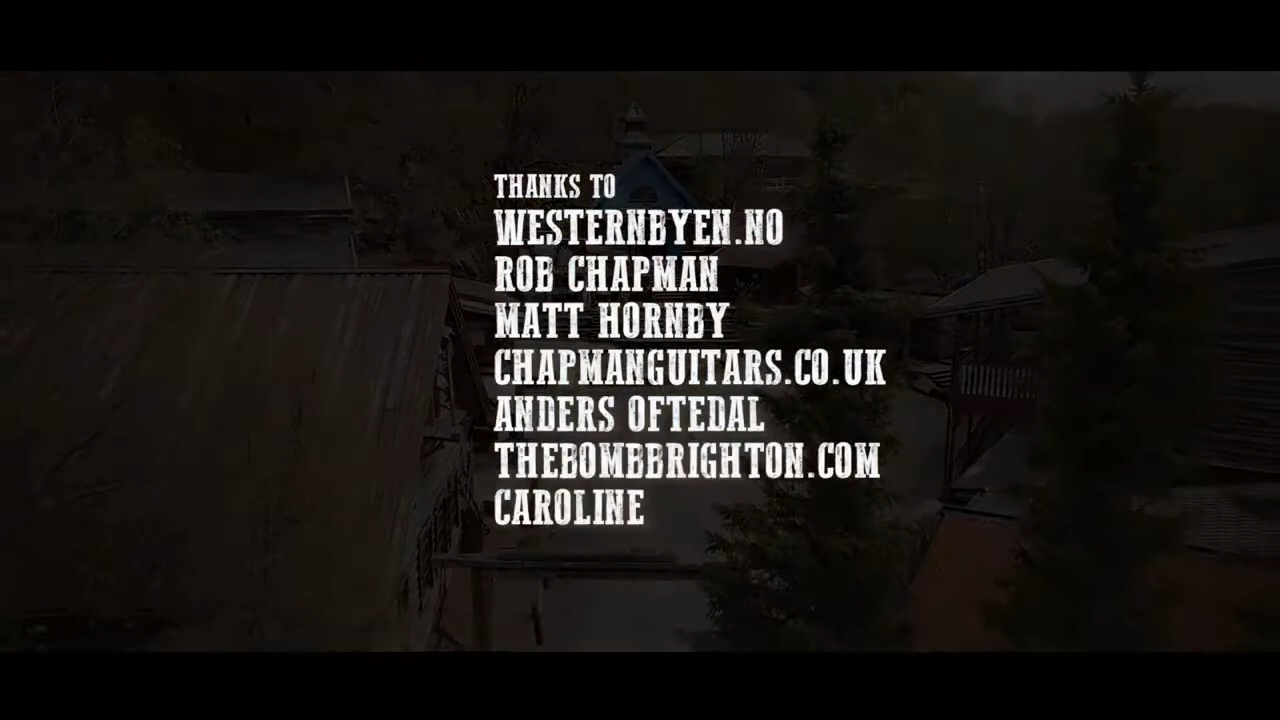 THANKS TO
WESTERNBYEN.NO
ROB CHAPMAN
MATT HORNBY
CHAPMANGUITARS.CO.UK
ANDERS OFTEDAL
THEBOMBBRIGHTON.COM
CAROLINE